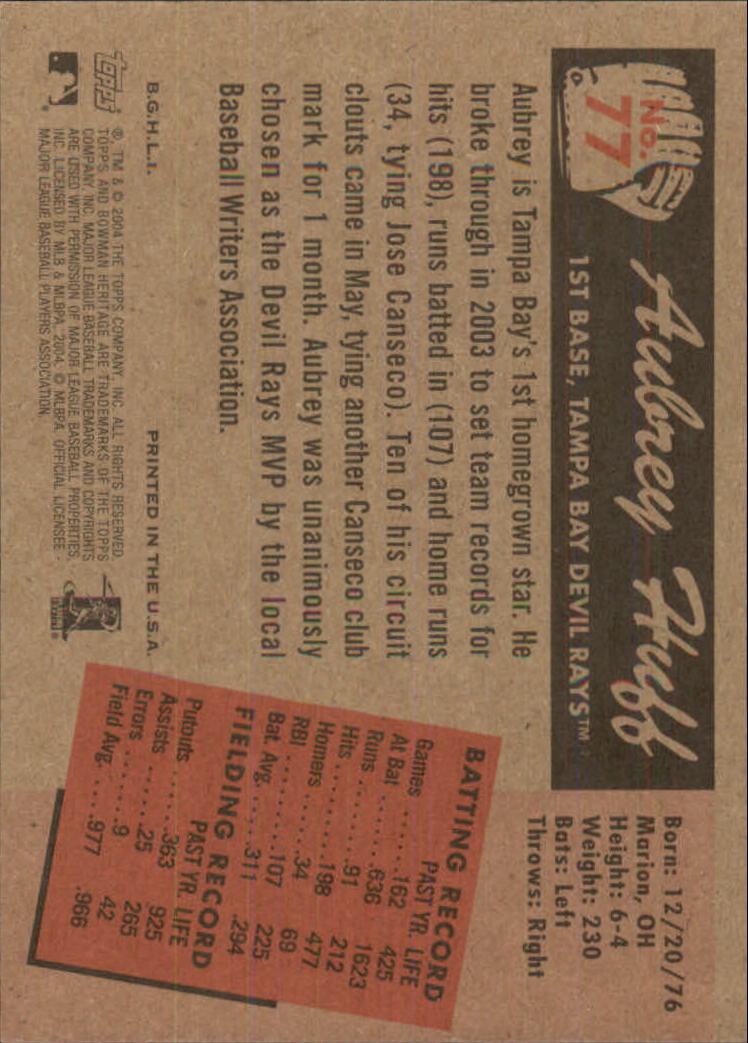 No.
77
Aubrey Huff
1ST BASE, TAMPA BAY DEVIL RAYS™
Born: 12/20/76
Marion, OH
Height: 6-4
Weight: 230
Bats: Left
Throws: Right
Aubrey is Tampa Bay's 1st homegrown star. He
broke through in 2003 to set team records for
hits (198), runs batted in (107) and home runs
(34, tying Jose Canseco). Ten of his circuit
clouts came in May, tying another Canseco club
mark for 1 month. Aubrey was unanimously
chosen as the Devil Rays MVP by the local
Baseball Writers Association.
BATTING RECORD
PAST YR. LIFE
Games ......162 425
At Bat ......636 1623
Runs ......91 212
Hits ......198 477
Homers ......34 69
RBI ......107 225
Bat. Avg. .....311 .294
FIELDING RECORD
PAST YR. LIFE
Putouts .....363 925
Assists .....25 265
Errors ......9 42
Field Avg. ...977 .966
B.G.H.L.I. PRINTED IN THE U.S.A.
topps
®, TM & © 2004 THE TOPPS COMPANY, INC. ALL RIGHTS RESERVED.
TOPPS AND BOWMAN HERITAGE ARE TRADEMARKS OF THE TOPPS
COMPANY, INC. MAJOR LEAGUE BASEBALL TRADEMARKS AND COPYRIGHTS
ARE USED WITH PERMISSION OF MAJOR LEAGUE BASEBALL PROPERTIES,
INC. LICENSED BY MLB & MLBPA, 2004. © MLBPA. OFFICIAL LICENSEE -
MAJOR LEAGUE BASEBALL PLAYERS ASSOCIATION.